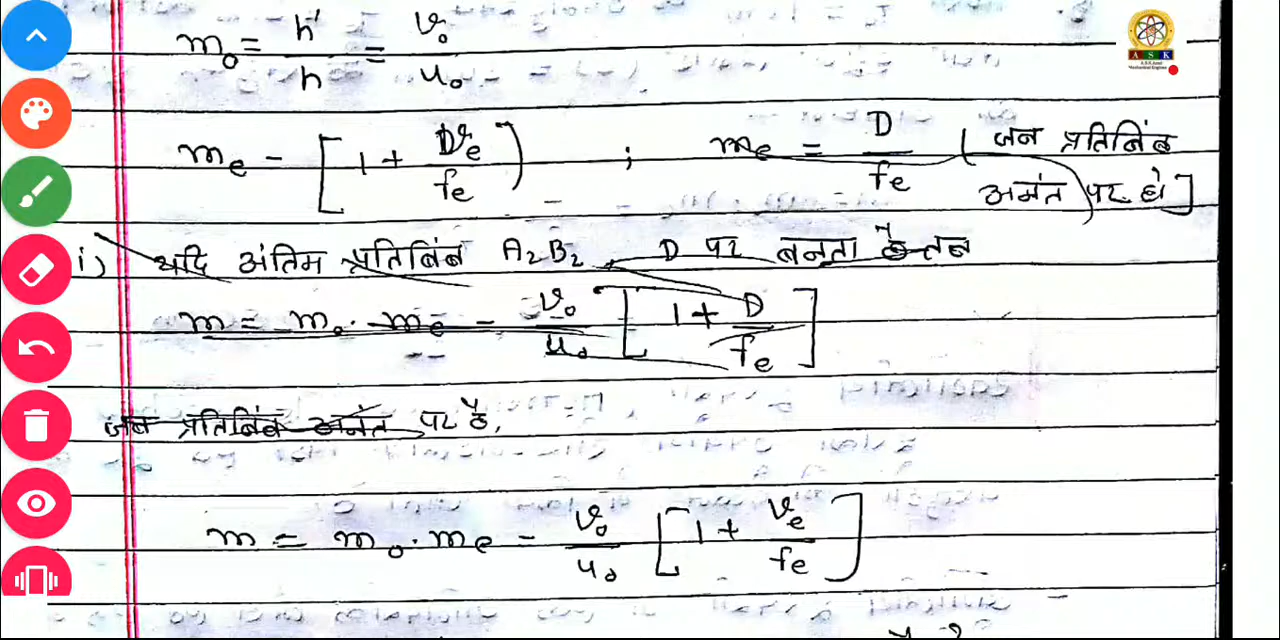 m₀ = h' / h = v₀ / u₀
A S K
mₑ = [1 + Dvₑ / fₑ] ; mₑ = D / fₑ [जब प्रतिबिंब
अनंत पर हो]
i) यदि अंतिम प्रतिबिंब A₂B₂ D पर बनता है तब
m = m₀ · mₑ = v₀ / u₀ [1 + D / fₑ]
जब प्रतिबिंब अनंत पर है,
m = m₀ · mₑ = v₀ / u₀ [1 + vₑ / fₑ]